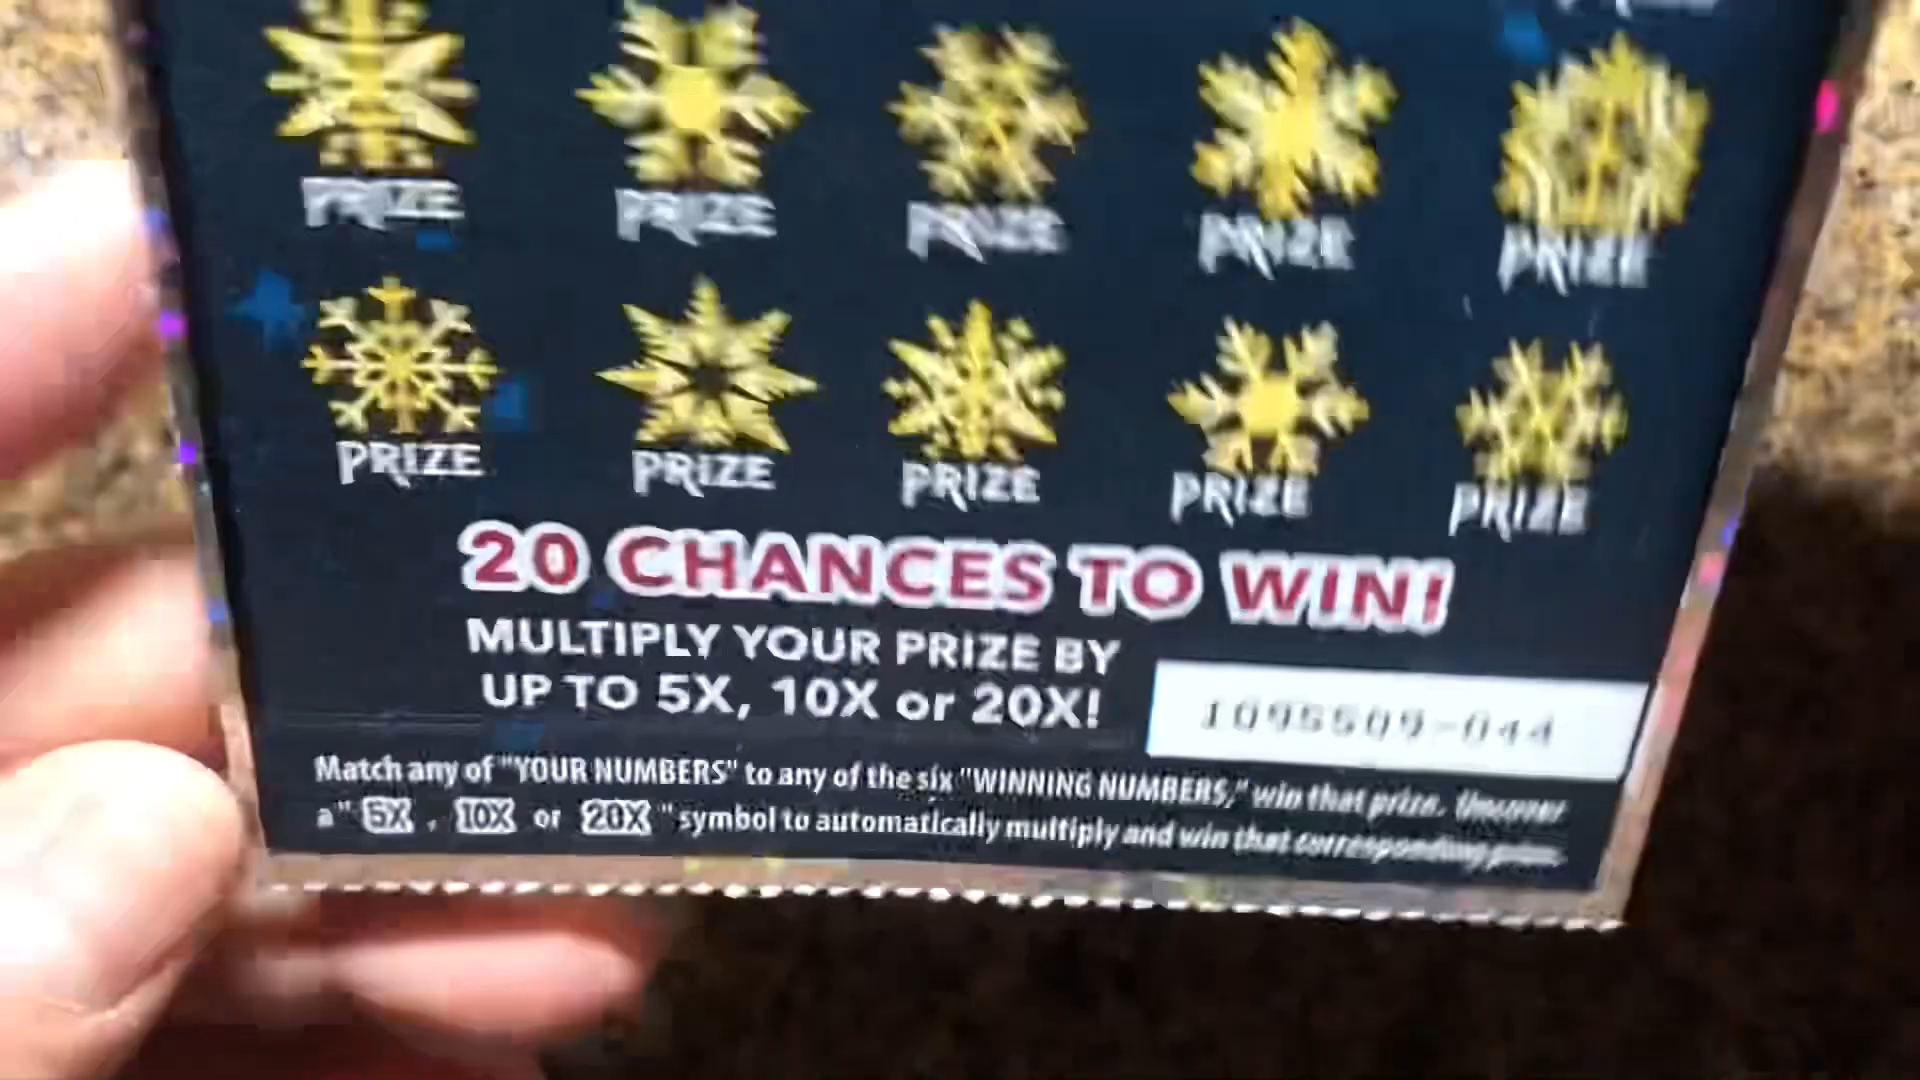 PRIZE PRIZE PRIZE PRIZE PRIZE
PRIZE PRIZE PRIZE PRIZE PRIZE
20 CHANCES TO WIN!
MULTIPLY YOUR PRIZE BY
UP TO 5X, 10X or 20X!
1095509-044
Match any of "YOUR NUMBERS" to any of the six "WINNING NUMBERS," win that prize. Uncover
a " 5X , 10X or 20X " symbol to automatically multiply and win that corresponding prize.